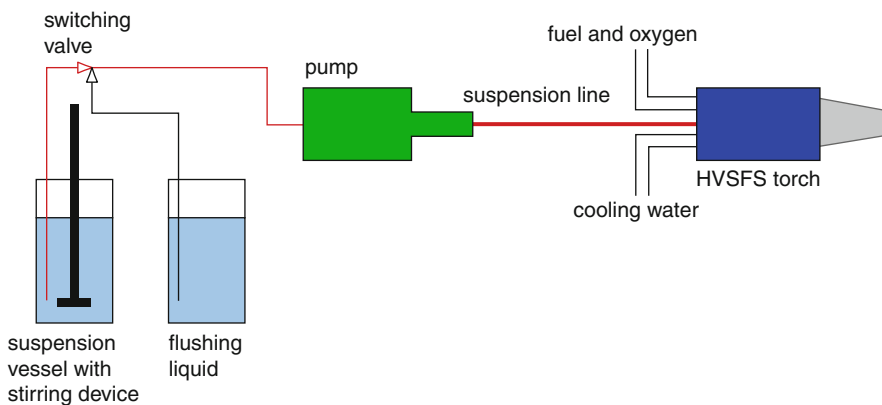 switching
valve
pump
suspension line
fuel and oxygen
HVSFS torch
cooling water
suspension
vessel with
stirring device
flushing
liquid